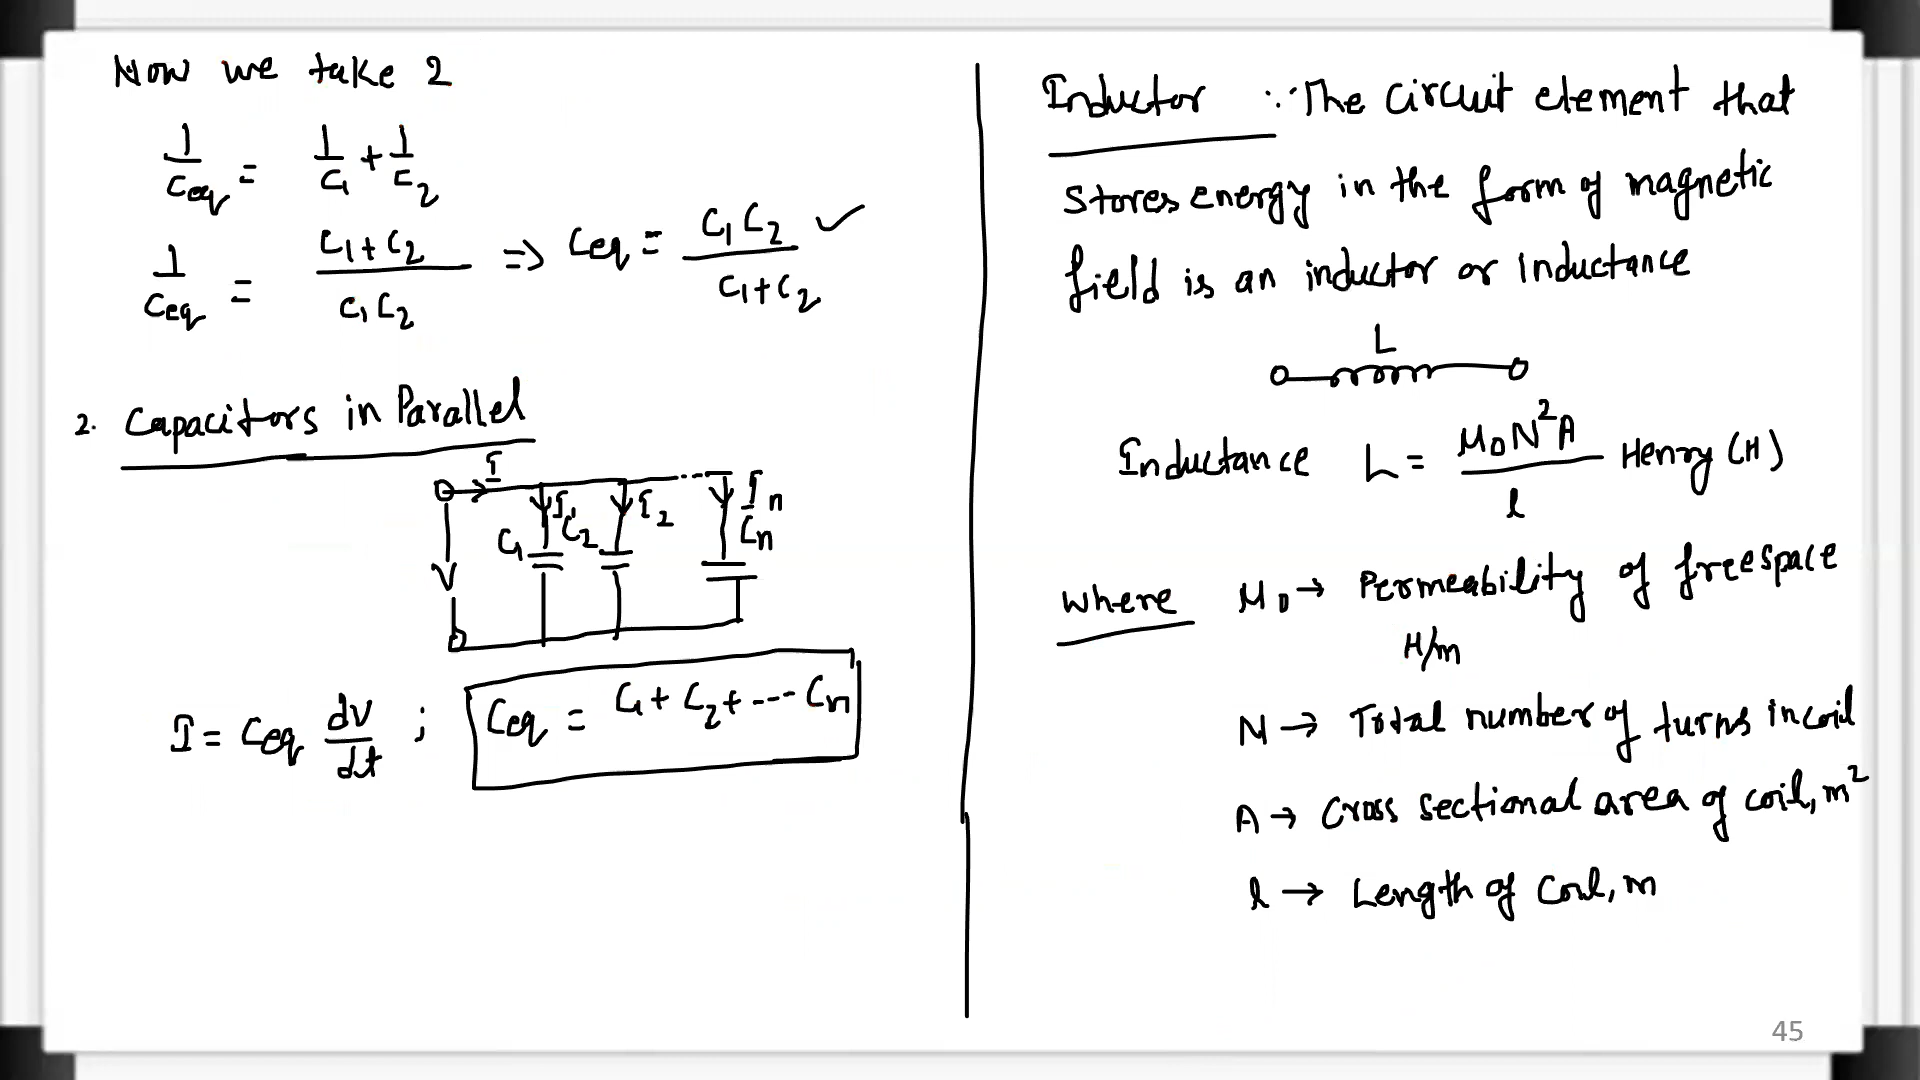 Now we take 2
1/Ceq = 1/C1 + 1/C2
1/Ceq = C1+C2/C1C2 => Ceq = C1C2/C1+C2 ✓
2. Capacitors in Parallel
I
I1 I2 In
C1 C2 Cn
V
I = Ceq dv/dt ; Ceq = C1+ C2+ --- Cn
Inductor :- The circuit element that
stores energy in the form of magnetic
field is an inductor or inductance
L
Inductance L = μ0N²A/l Henry (H)
where μ0 → Permeability of freespace
H/m
N → Total number of turns in coil
A → Cross sectional area of coil, m²
l → Length of coil, m
45